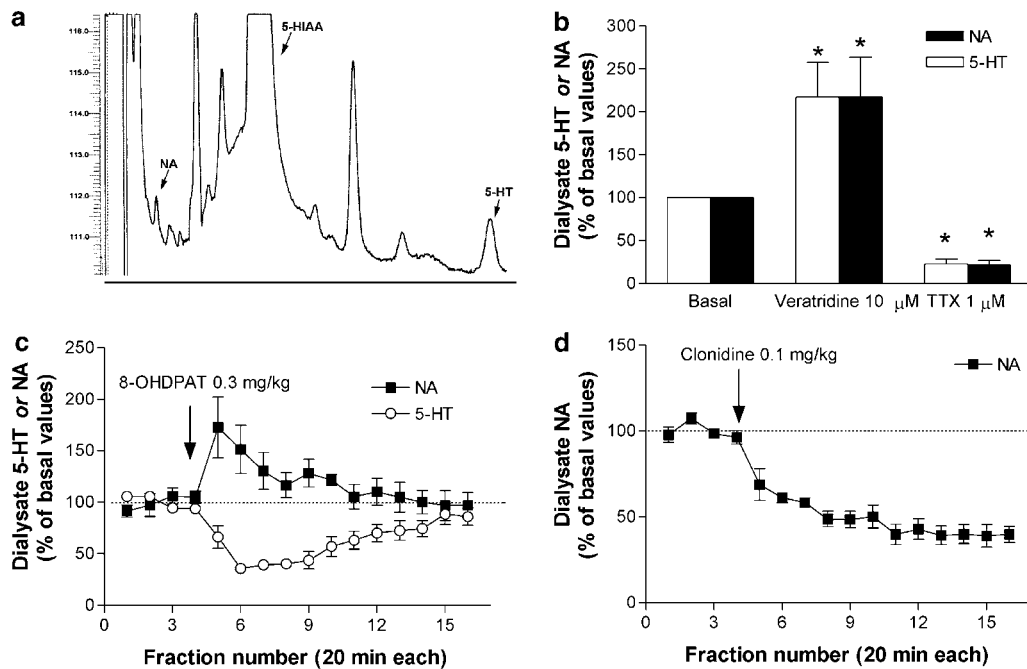 a
116.0
115.0
114.0
113.0
112.0
111.0
NA
5-HIAA
5-HT
b
Dialysate 5-HT or NA
(% of basal values)
300
250
200
150
100
50
0
* *
* *
NA
5-HT
Basal Veratridine 10 μM TTX 1 μM
c
Dialysate 5-HT or NA
(% of basal values)
250
200
150
100
50
0
8-OHDPAT 0.3 mg/kg
NA
5-HT
0 3 6 9 12 15
Fraction number (20 min each)
d
Dialysate NA
(% of basal values)
150
100
50
0
Clonidine 0.1 mg/kg
NA
0 3 6 9 12 15
Fraction number (20 min each)